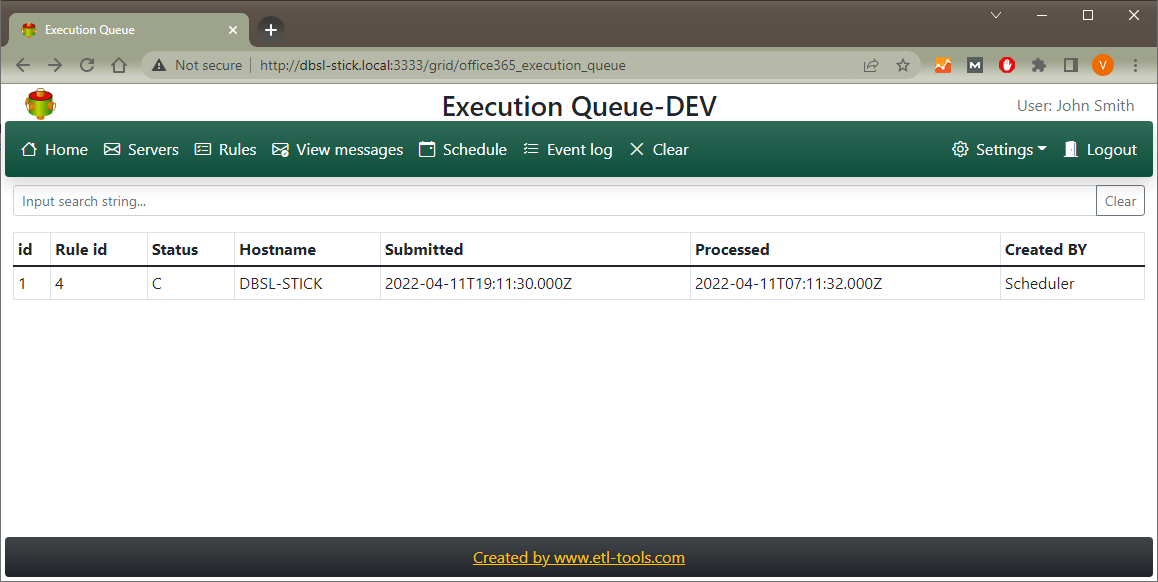 Execution Queue
Not secure http://dbsl-stick.local:3333/grid/office365_execution_queue V
Execution Queue-DEV User: John Smith
Home Servers Rules View messages Schedule Event log Clear Settings Logout
Input search string... Clear
id Rule id Status Hostname Submitted Processed Created BY
1 4 C DBSL-STICK 2022-04-11T19:11:30.000Z 2022-04-11T07:11:32.000Z Scheduler
Created by www.etl-tools.com